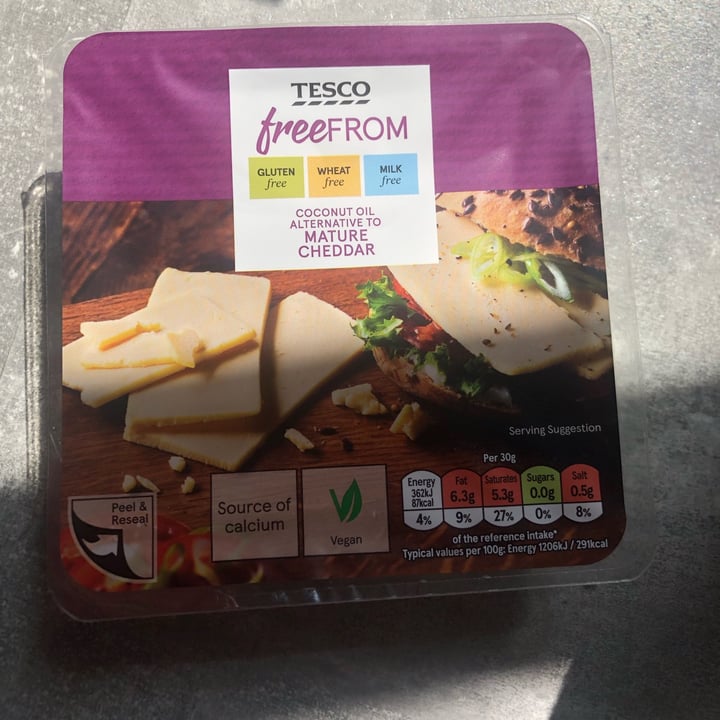 TESCO
freeFROM
GLUTEN
free
WHEAT
free
MILK
free
COCONUT OIL
ALTERNATIVE TO
MATURE
CHEDDAR
Serving Suggestion
Peel &
Reseal
Source of
calcium
Vegan
Per 30g
Energy
362kJ
87kcal
4%
Fat
6.3g
9%
Saturates
5.3g
27%
Sugars
0.0g
0%
Salt
0.5g
8%
of the reference intake*
Typical values per 100g: Energy 1206kJ / 291kcal